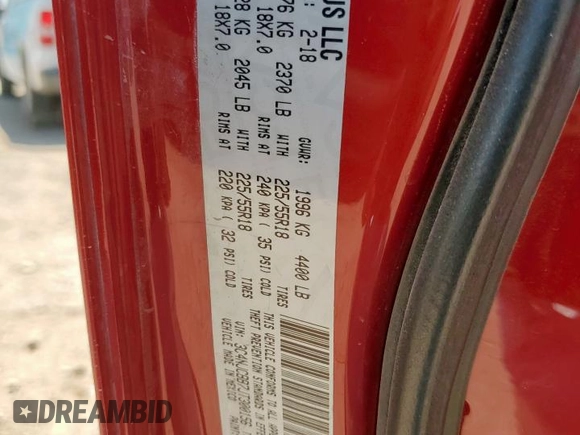 US LLC
: 2-18 GVWR: 1996 KG 4400 LB
76 KG 2370 LB WITH 225/55R18 TIRES
18X7.0 RIMS AT 240 KPA ( 35 PSI) COLD
28 KG 2045 LB WITH 225/55R18 TIRES
18X7.0 RIMS AT 220 KPA ( 32 PSI) COLD
THIS VEHICLE CONFORMS TO ALL APP
THEFT PREVENTION STANDARDS IN EFFE
VIN:
VEHICLE MADE IN MEXICO
AUTOBIDMASTER